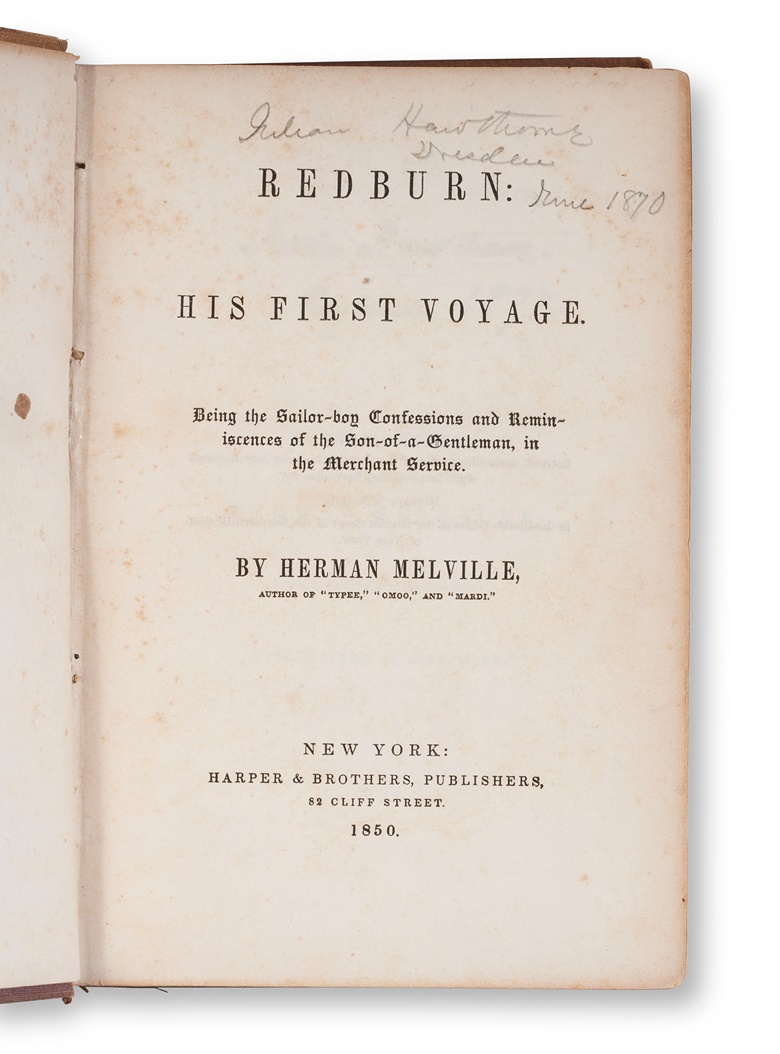 Julian Hawthorne
Dresden
REDBURN: June 1870
HIS FIRST VOYAGE.
Being the Sailor-boy Confessions and Remin-
iscences of the Son-of-a-Gentleman, in
the Merchant Service.
BY HERMAN MELVILLE,
AUTHOR OF "TYPEE," "OMOO," AND "MARDI."
NEW YORK:
HARPER & BROTHERS, PUBLISHERS,
82 CLIFF STREET.
1850.